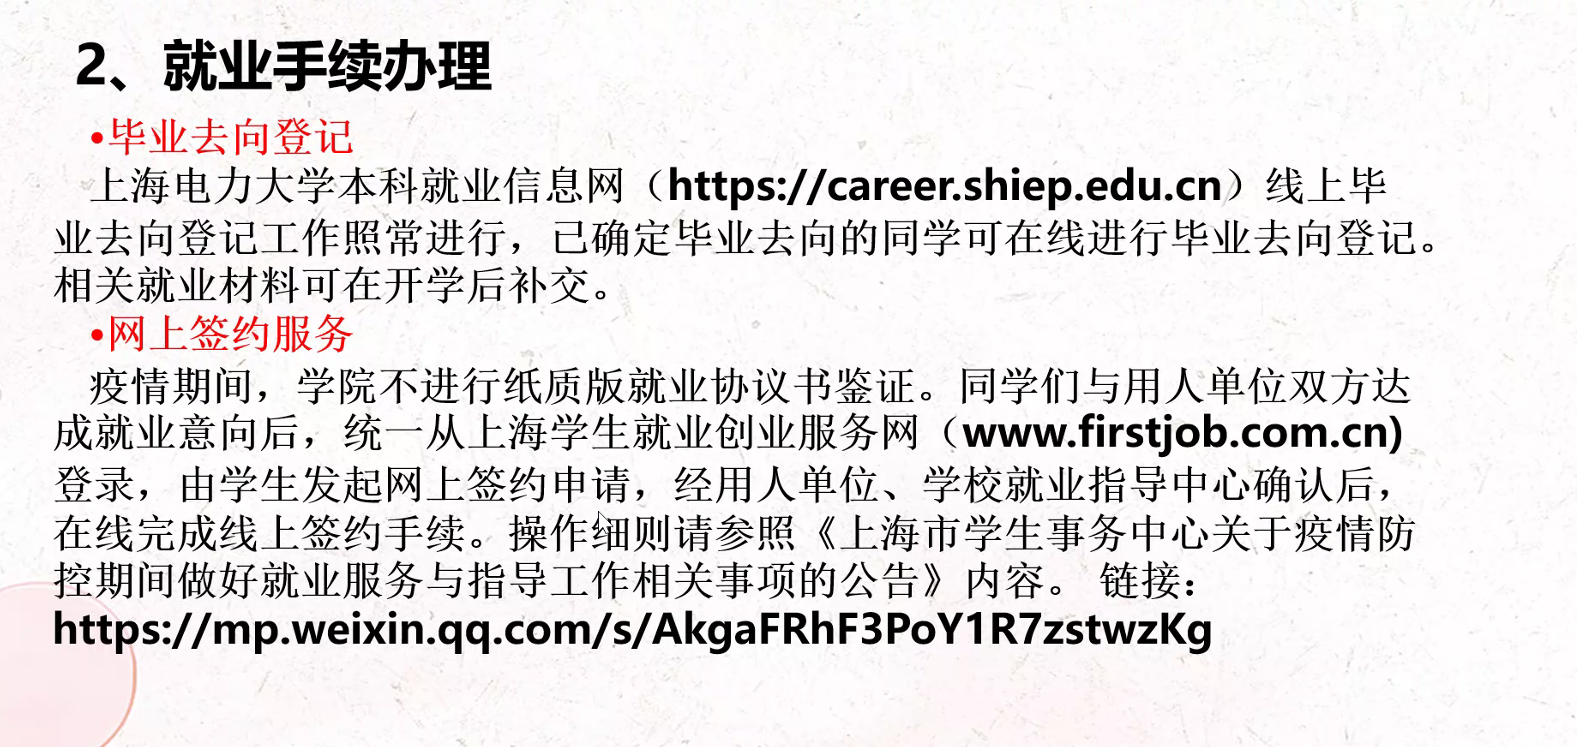 2、就业手续办理
•毕业去向登记
上海电力大学本科就业信息网（https://career.shiep.edu.cn）线上毕
业去向登记工作照常进行，已确定毕业去向的同学可在线进行毕业去向登记。
相关就业材料可在开学后补交。
•网上签约服务
疫情期间，学院不进行纸质版就业协议书鉴证。同学们与用人单位双方达
成就业意向后，统一从上海学生就业创业服务网（www.firstjob.com.cn)
登录，由学生发起网上签约申请，经用人单位、学校就业指导中心确认后，
在线完成线上签约手续。操作细则请参照《上海市学生事务中心关于疫情防
控期间做好就业服务与指导工作相关事项的公告》内容。 链接：
https://mp.weixin.qq.com/s/AkgaFRhF3PoY1R7zstwzKg